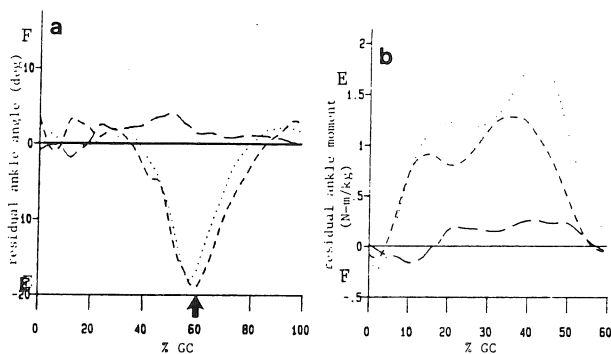 a
F
10
0
-10
-20
E
residual ankle angle (deg)
0 20 40 60 80 100
% GC
b
2
E
1.5
1
.5
0
F
-.5
residual ankle moment
(N-m/kg)
0 10 20 30 40 50 60
% GC